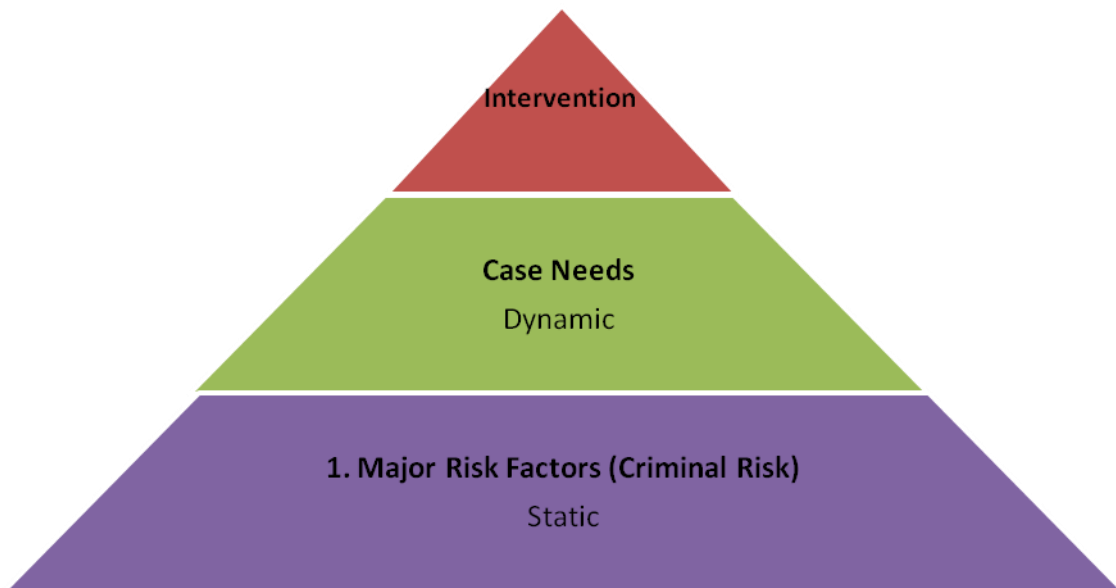 Intervention
Case Needs
Dynamic
1. Major Risk Factors (Criminal Risk)
Static